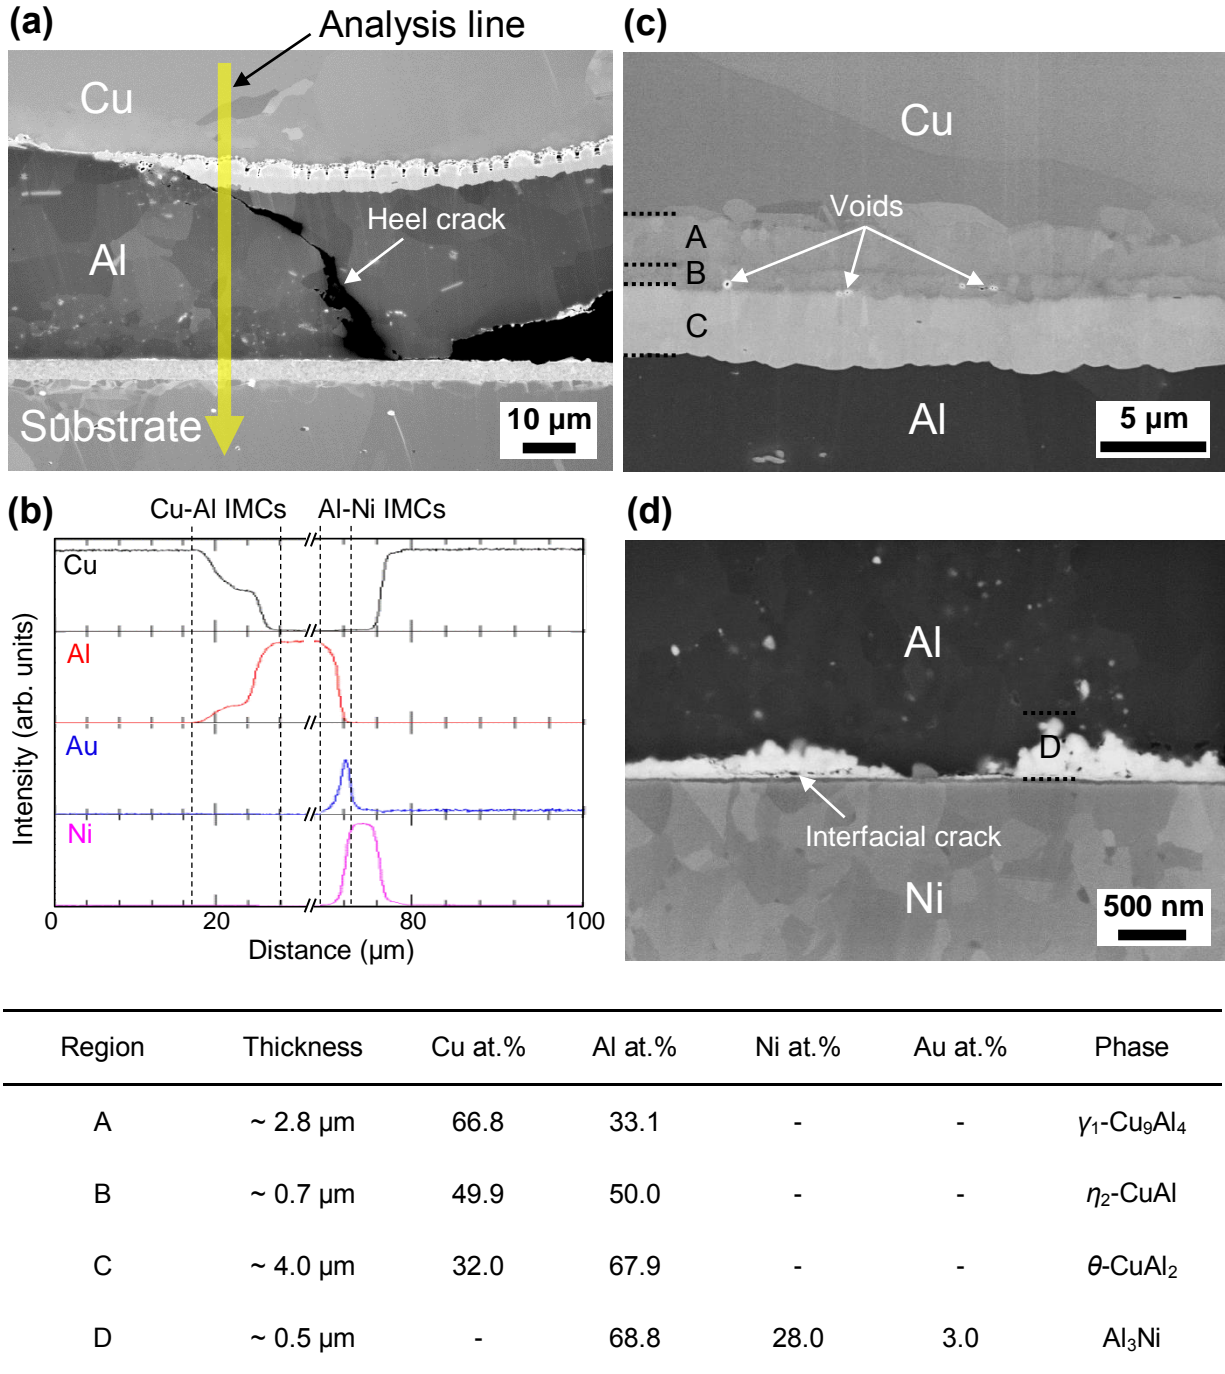 (a)
Analysis line
Cu
Al
Heel crack
Substrate
10 µm
(c)
Cu
Voids
A
B
C
Al
5 µm
(b)
Cu-Al IMCs
Al-Ni IMCs
Intensity (arb. units)
Cu
Al
Au
Ni
0
20
80
100
Distance (µm)
(d)
Al
D
Interfacial crack
Ni
500 nm
Region Thickness Cu at.% Al at.% Ni at.% Au at.% Phase
A ~ 2.8 µm 66.8 33.1 - - γ₁-Cu₉Al₄
B ~ 0.7 µm 49.9 50.0 - - η₂-CuAl
C ~ 4.0 µm 32.0 67.9 - - θ-CuAl₂
D ~ 0.5 µm - 68.8 28.0 3.0 Al₃Ni